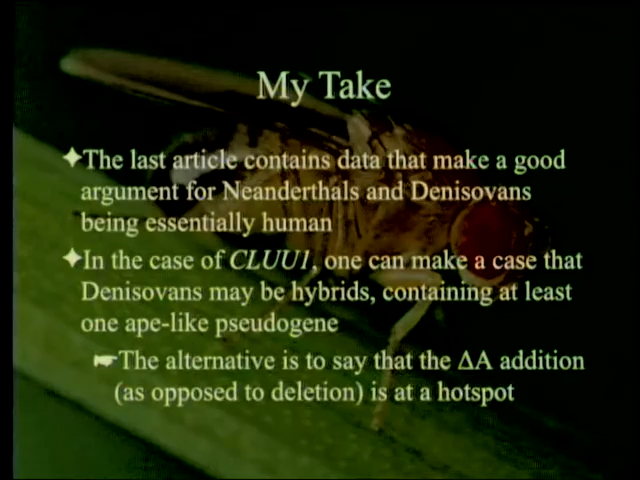 My Take
The last article contains data that make a good
argument for Neanderthals and Denisovans
being essentially human
In the case of CLUU1, one can make a case that
Denisovans may be hybrids, containing at least
one ape-like pseudogene
The alternative is to say that the ΔA addition
(as opposed to deletion) is at a hotspot